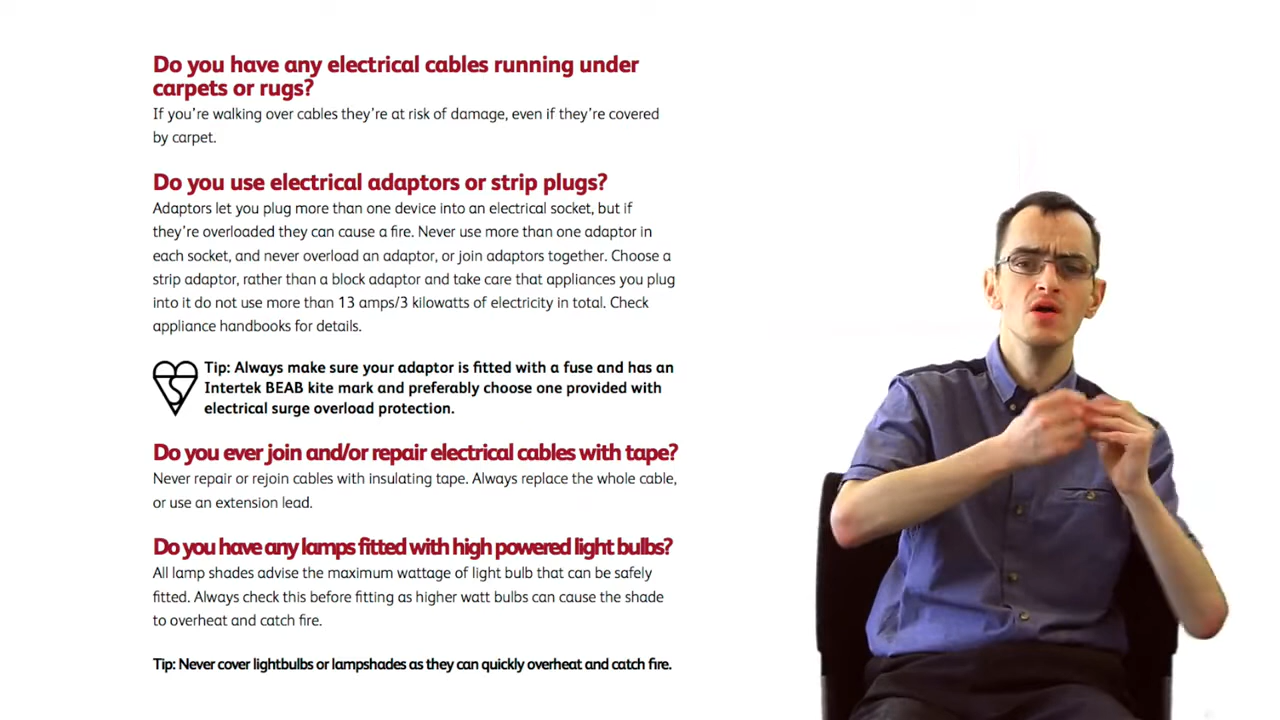 Do you have any electrical cables running under
carpets or rugs?
If you're walking over cables they're at risk of damage, even if they're covered
by carpet.
Do you use electrical adaptors or strip plugs?
Adaptors let you plug more than one device into an electrical socket, but if
they're overloaded they can cause a fire. Never use more than one adaptor in
each socket, and never overload an adaptor, or join adaptors together. Choose a
strip adaptor, rather than a block adaptor and take care that appliances you plug
into it do not use more than 13 amps/3 kilowatts of electricity in total. Check
appliance handbooks for details.
Tip: Always make sure your adaptor is fitted with a fuse and has an
Intertek BEAB kite mark and preferably choose one provided with
electrical surge overload protection.
Do you ever join and/or repair electrical cables with tape?
Never repair or rejoin cables with insulating tape. Always replace the whole cable,
or use an extension lead.
Do you have any lamps fitted with high powered light bulbs?
All lamp shades advise the maximum wattage of light bulb that can be safely
fitted. Always check this before fitting as higher watt bulbs can cause the shade
to overheat and catch fire.
Tip: Never cover lightbulbs or lampshades as they can quickly overheat and catch fire.